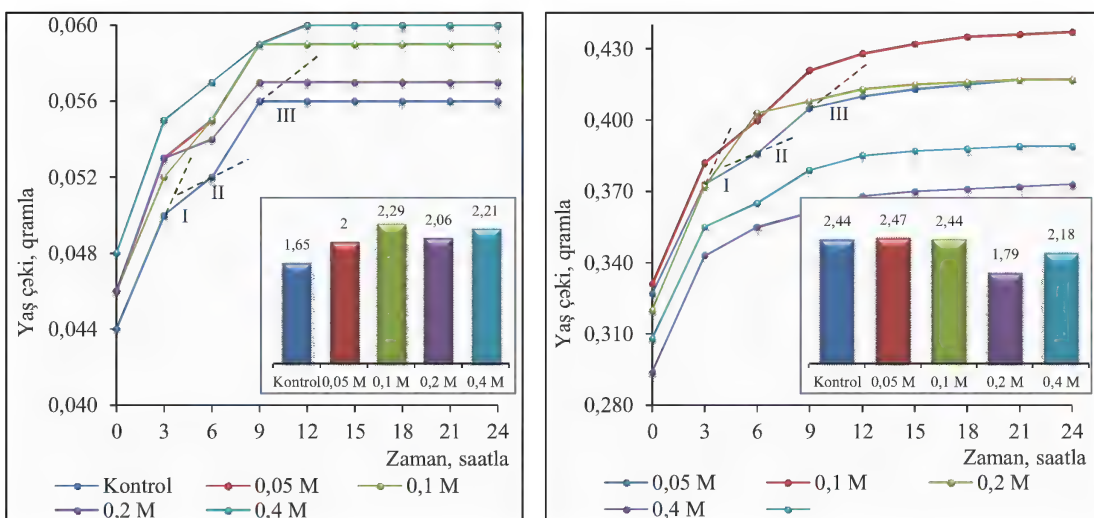 Yaş çəki, qramla
0,060
0,056
0,052
0,048
0,044
0,040
I
II
III
1,65
2
2,29
2,06
2,21
Kontrol 0,05 M 0,1 M 0,2 M 0,4 M
0 3 6 9 12 15 18 21 24
Zaman, saatla
Kontrol 0,05 M 0,1 M
0,2 M 0,4 M
Yaş çəki, qramla
0,430
0,400
0,370
0,340
0,310
0,280
I
II
III
2,44
2,47
2,44
1,79
2,18
Kontrol 0,05 M 0,1 M 0,2 M 0,4 M
0 3 6 9 12 15 18 21 24
Zaman, saatla
0,05 M 0,1 M 0,2 M
0,4 M